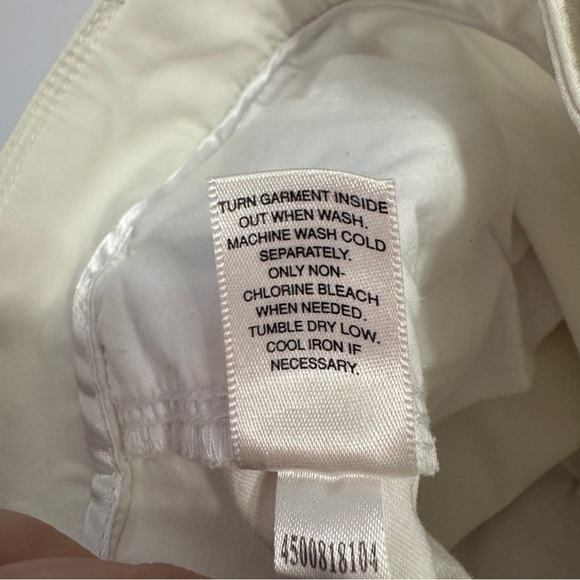 TURN GARMENT INSIDE
OUT WHEN WASH.
MACHINE WASH COLD
SEPARATELY.
ONLY NON-
CHLORINE BLEACH
WHEN NEEDED.
TUMBLE DRY LOW.
COOL IRON IF
NECESSARY.
4500818104